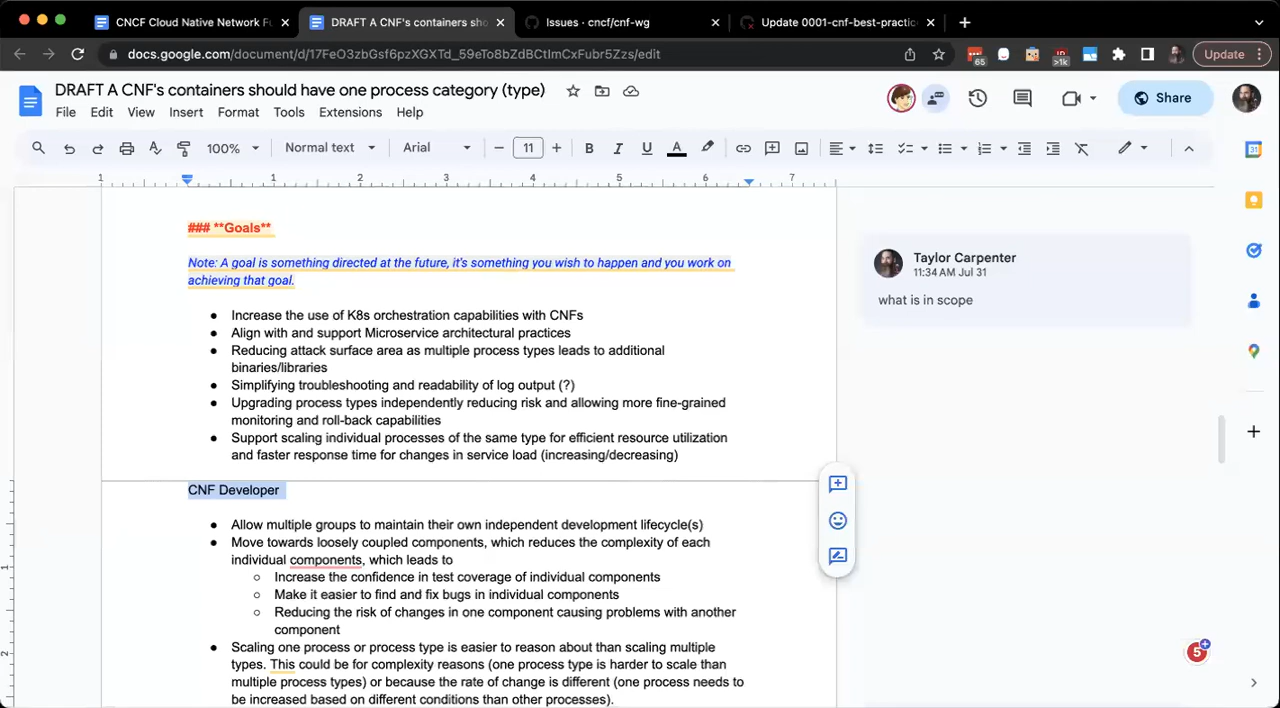 CNCF Cloud Native Network Fu
DRAFT A CNF's containers sho
Issues · cncf/cnf-wg
Update 0001-cnf-best-practic
docs.google.com/document/d/17FeO3zbGsf6pzXGXTd_59eTo8bZdBCtImCxFubr5Zzs/edit
65
>1k
Update
DRAFT A CNF's containers should have one process category (type)
File Edit View Insert Format Tools Extensions Help
Share
100% Normal text Arial 11 B I U A
1 1 2 3 4 5 6 7
31
### **Goals**
Note: A goal is something directed at the future, it's something you wish to happen and you work on
achieving that goal.
Taylor Carpenter
11:34 AM Jul 31
what is in scope
● Increase the use of K8s orchestration capabilities with CNFs
● Align with and support Microservice architectural practices
● Reducing attack surface area as multiple process types leads to additional
binaries/libraries
● Simplifying troubleshooting and readability of log output (?)
● Upgrading process types independently reducing risk and allowing more fine-grained
monitoring and roll-back capabilities
● Support scaling individual processes of the same type for efficient resource utilization
and faster response time for changes in service load (increasing/decreasing)
CNF Developer
● Allow multiple groups to maintain their own independent development lifecycle(s)
● Move towards loosely coupled components, which reduces the complexity of each
individual components, which leads to
○ Increase the confidence in test coverage of individual components
○ Make it easier to find and fix bugs in individual components
○ Reducing the risk of changes in one component causing problems with another
component
● Scaling one process or process type is easier to reason about than scaling multiple
types. This could be for complexity reasons (one process type is harder to scale than
multiple process types) or because the rate of change is different (one process needs to
be increased based on different conditions than other processes).
1
2
5